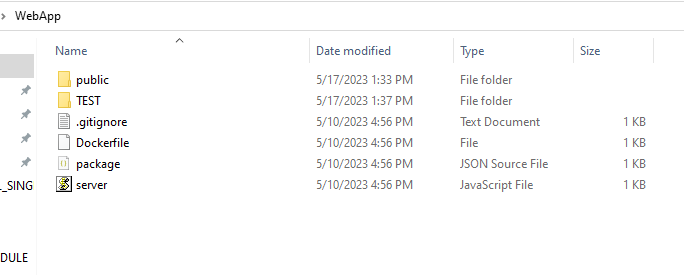 WebApp
Name Date modified Type Size
public 5/17/2023 1:33 PM File folder
TEST 5/17/2023 1:37 PM File folder
.gitignore 5/10/2023 4:56 PM Text Document 1 KB
Dockerfile 5/10/2023 4:56 PM File 1 KB
package 5/10/2023 4:56 PM JSON Source File 1 KB
server 5/10/2023 4:56 PM JavaScript File 1 KB
L_SING
DULE